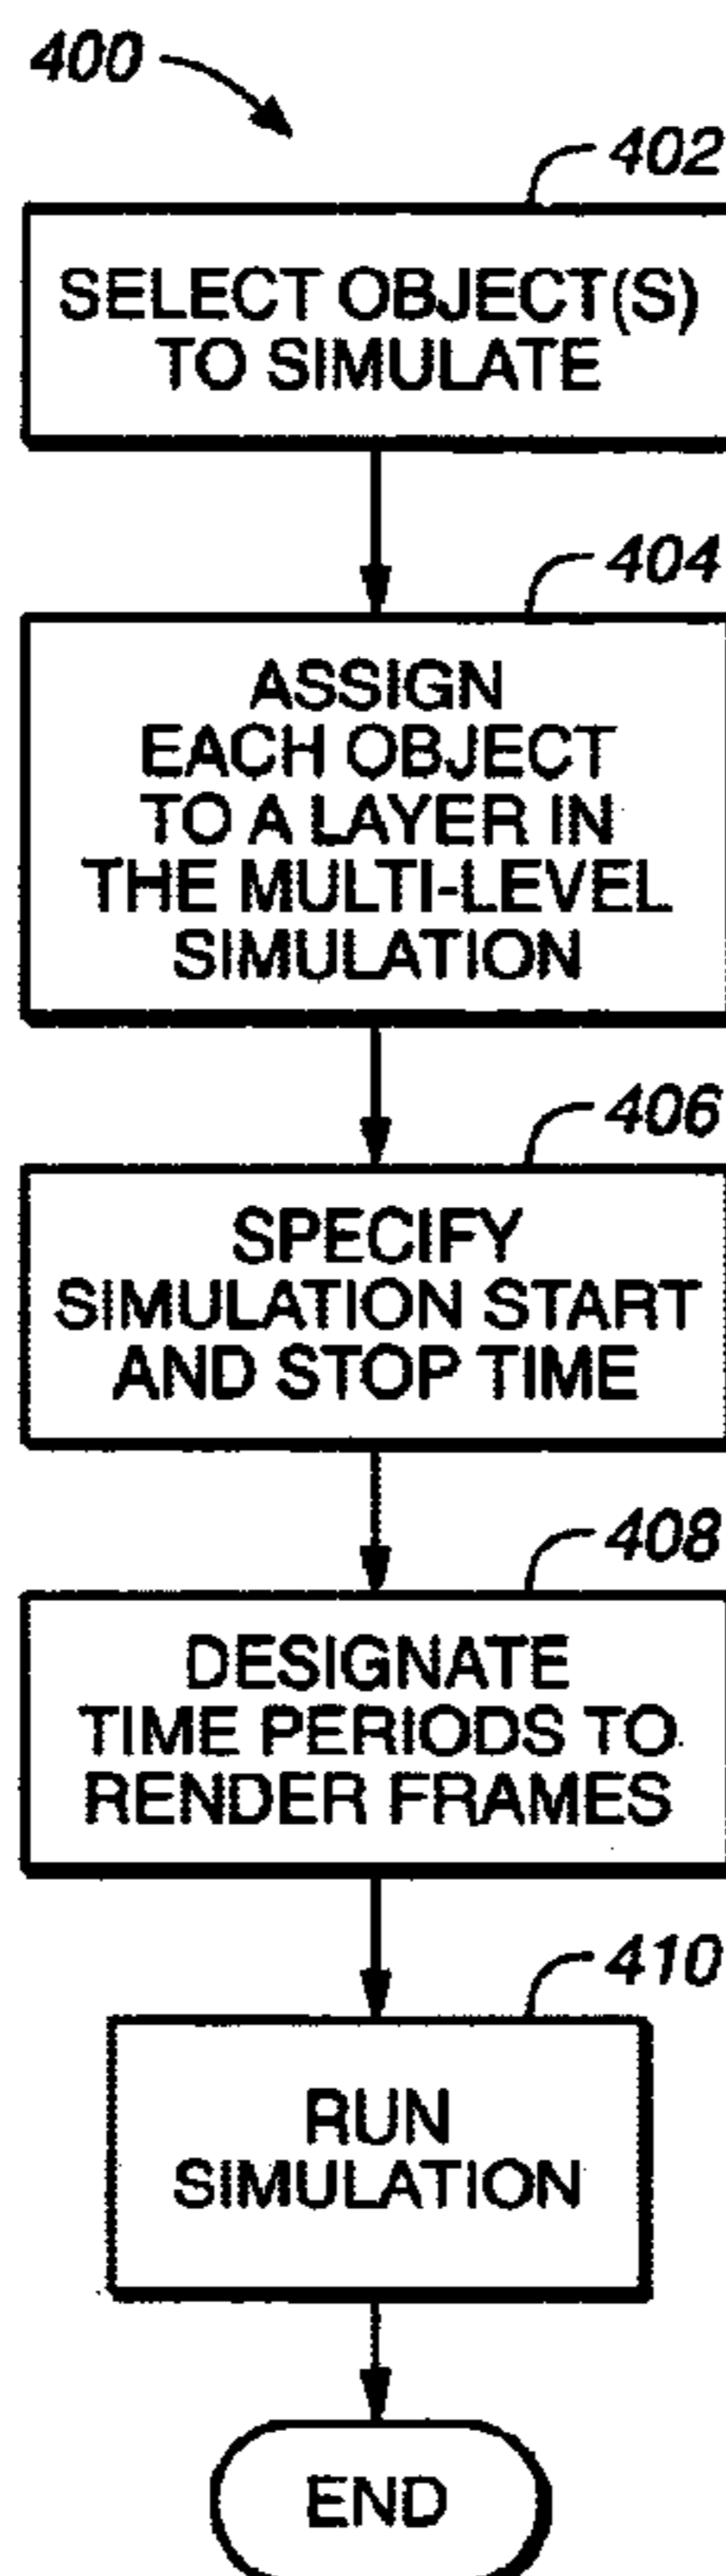 400
402
SELECT OBJECT(S)
TO SIMULATE
404
ASSIGN
EACH OBJECT
TO A LAYER IN
THE MULTI-LEVEL
SIMULATION
406
SPECIFY
SIMULATION START
AND STOP TIME
408
DESIGNATE
TIME PERIODS TO
RENDER FRAMES
410
RUN
SIMULATION
END